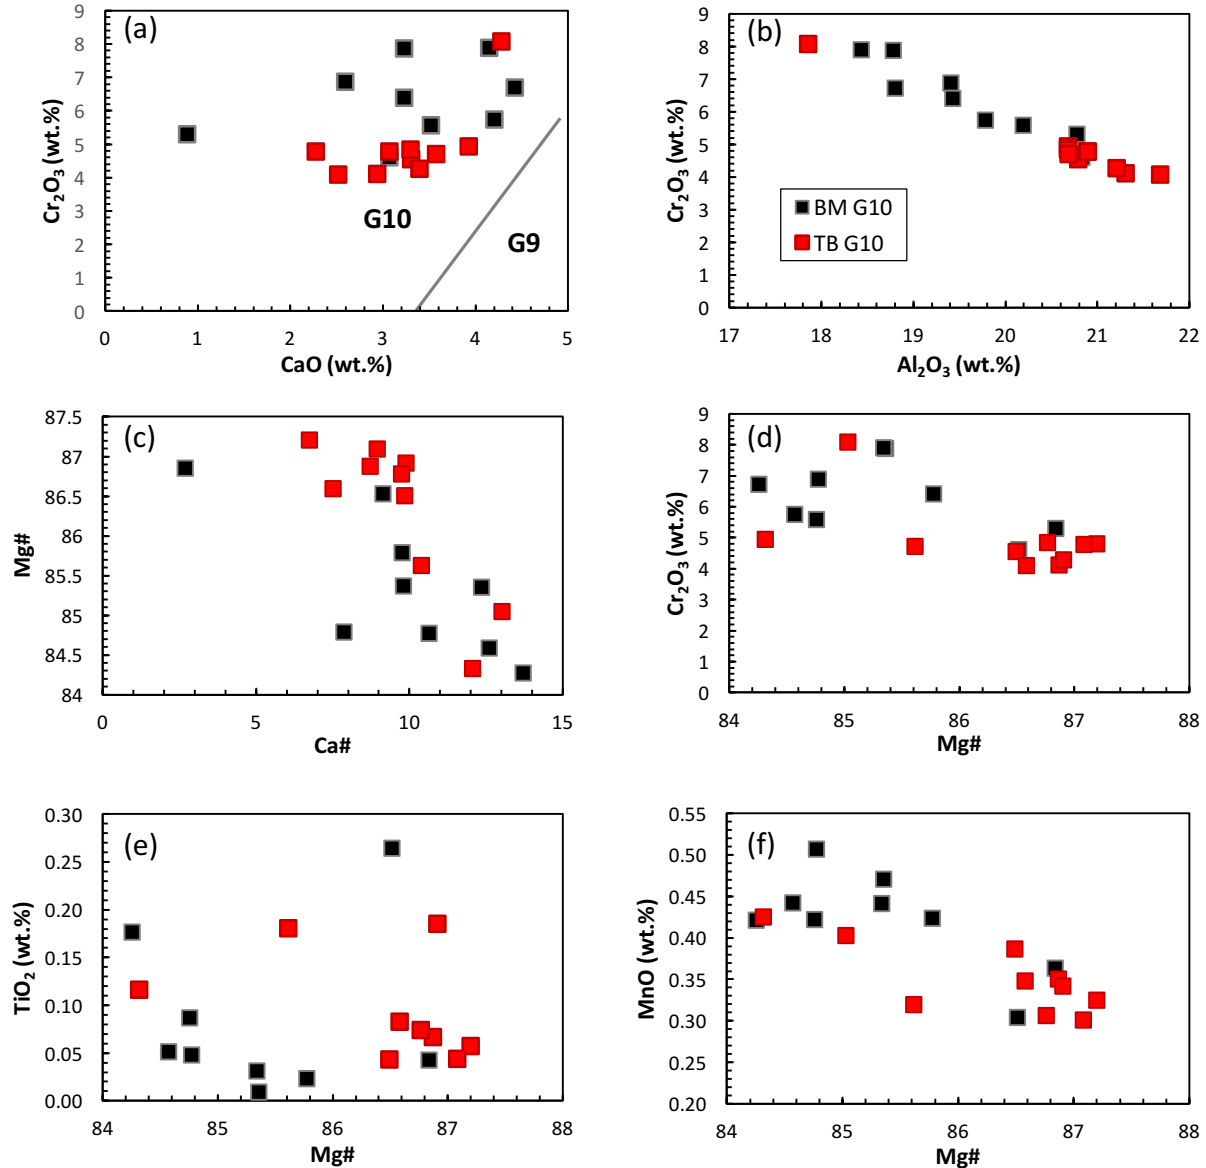 (a)
9
8
7
6
5
4
3
2
1
0
Cr₂O₃ (wt.%)
G10
G9
0 1 2 3 4 5
CaO (wt.%)
(b)
9
8
7
6
5
4
3
2
1
0
Cr₂O₃ (wt.%)
BM G10
TB G10
17 18 19 20 21 22
Al₂O₃ (wt.%)
(c)
87.5
87
86.5
86
85.5
85
84.5
84
Mg#
0 5 10 15
Ca#
(d)
9
8
7
6
5
4
3
2
1
0
Cr₂O₃ (wt.%)
84 85 86 87 88
Mg#
(e)
0.30
0.25
0.20
0.15
0.10
0.05
0.00
TiO₂ (wt.%)
84 85 86 87 88
Mg#
(f)
0.55
0.50
0.45
0.40
0.35
0.30
0.25
0.20
MnO (wt.%)
84 85 86 87 88
Mg#